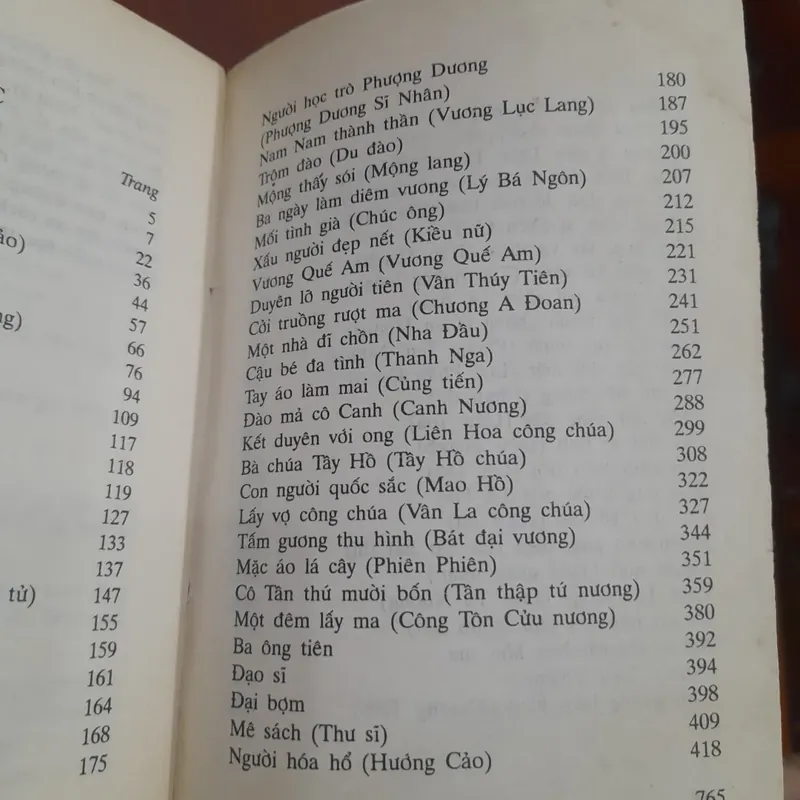 C
Trang
5
7
ảo) 22
36
44
ng) 57
66
76
94
109
117
118
119
127
133
137
tử) 147
155
159
161
164
168
175
Người học trò Phượng Dương
(Phượng Dương Sĩ Nhân) 180
Nam Nam thành thần (Vương Lục Lang) 187
Trộm đào (Du đào) 195
Mộng thấy sói (Mộng lang) 200
Ba ngày làm diêm vương (Lý Bá Ngôn) 207
Mối tình già (Chúc ông) 212
Xấu người đẹp nết (Kiều nữ) 215
Vương Quế Am (Vương Quế Am) 221
Duyên lỡ người tiên (Vân Thúy Tiên) 231
Cởi truồng rượt ma (Chương A Đoan) 241
Một nhà đĩ chồn (Nha Đầu) 251
Cậu bé đa tình (Thanh Nga) 262
Tay áo làm mai (Củng tiến) 277
Đào mả cô Canh (Canh Nương) 288
Kết duyên với ong (Liên Hoa công chúa) 299
Bà chúa Tây Hồ (Tây Hồ chúa) 308
Con người quốc sắc (Mao Hồ) 322
Lấy vợ công chúa (Vân La công chúa) 327
Tấm gương thu hình (Bát đại vương) 344
Mặc áo lá cây (Phiên Phiên) 351
Cô Tân thứ mười bốn (Tân thập tứ nương) 359
Một đêm lấy ma (Công Tôn Cửu nương) 380
Ba ông tiên 392
Đạo sĩ 394
Đại bợm 398
Mê sách (Thư sĩ) 409
Người hóa hổ (Hướng Cảo) 418
765